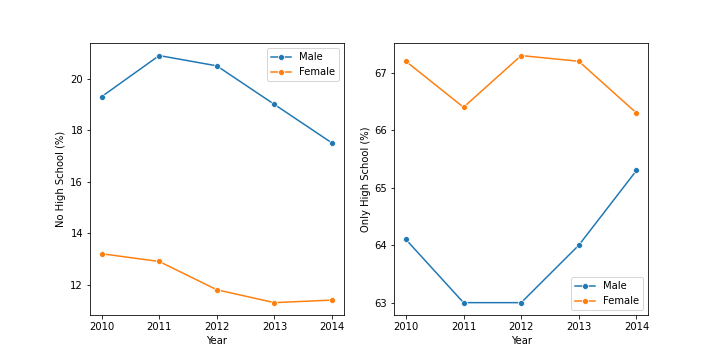 No High School (%)
20
18
16
14
12
Male
Female
2010 2011 2012 2013 2014
Year
Only High School (%)
67
66
65
64
63
Male
Female
2010 2011 2012 2013 2014
Year